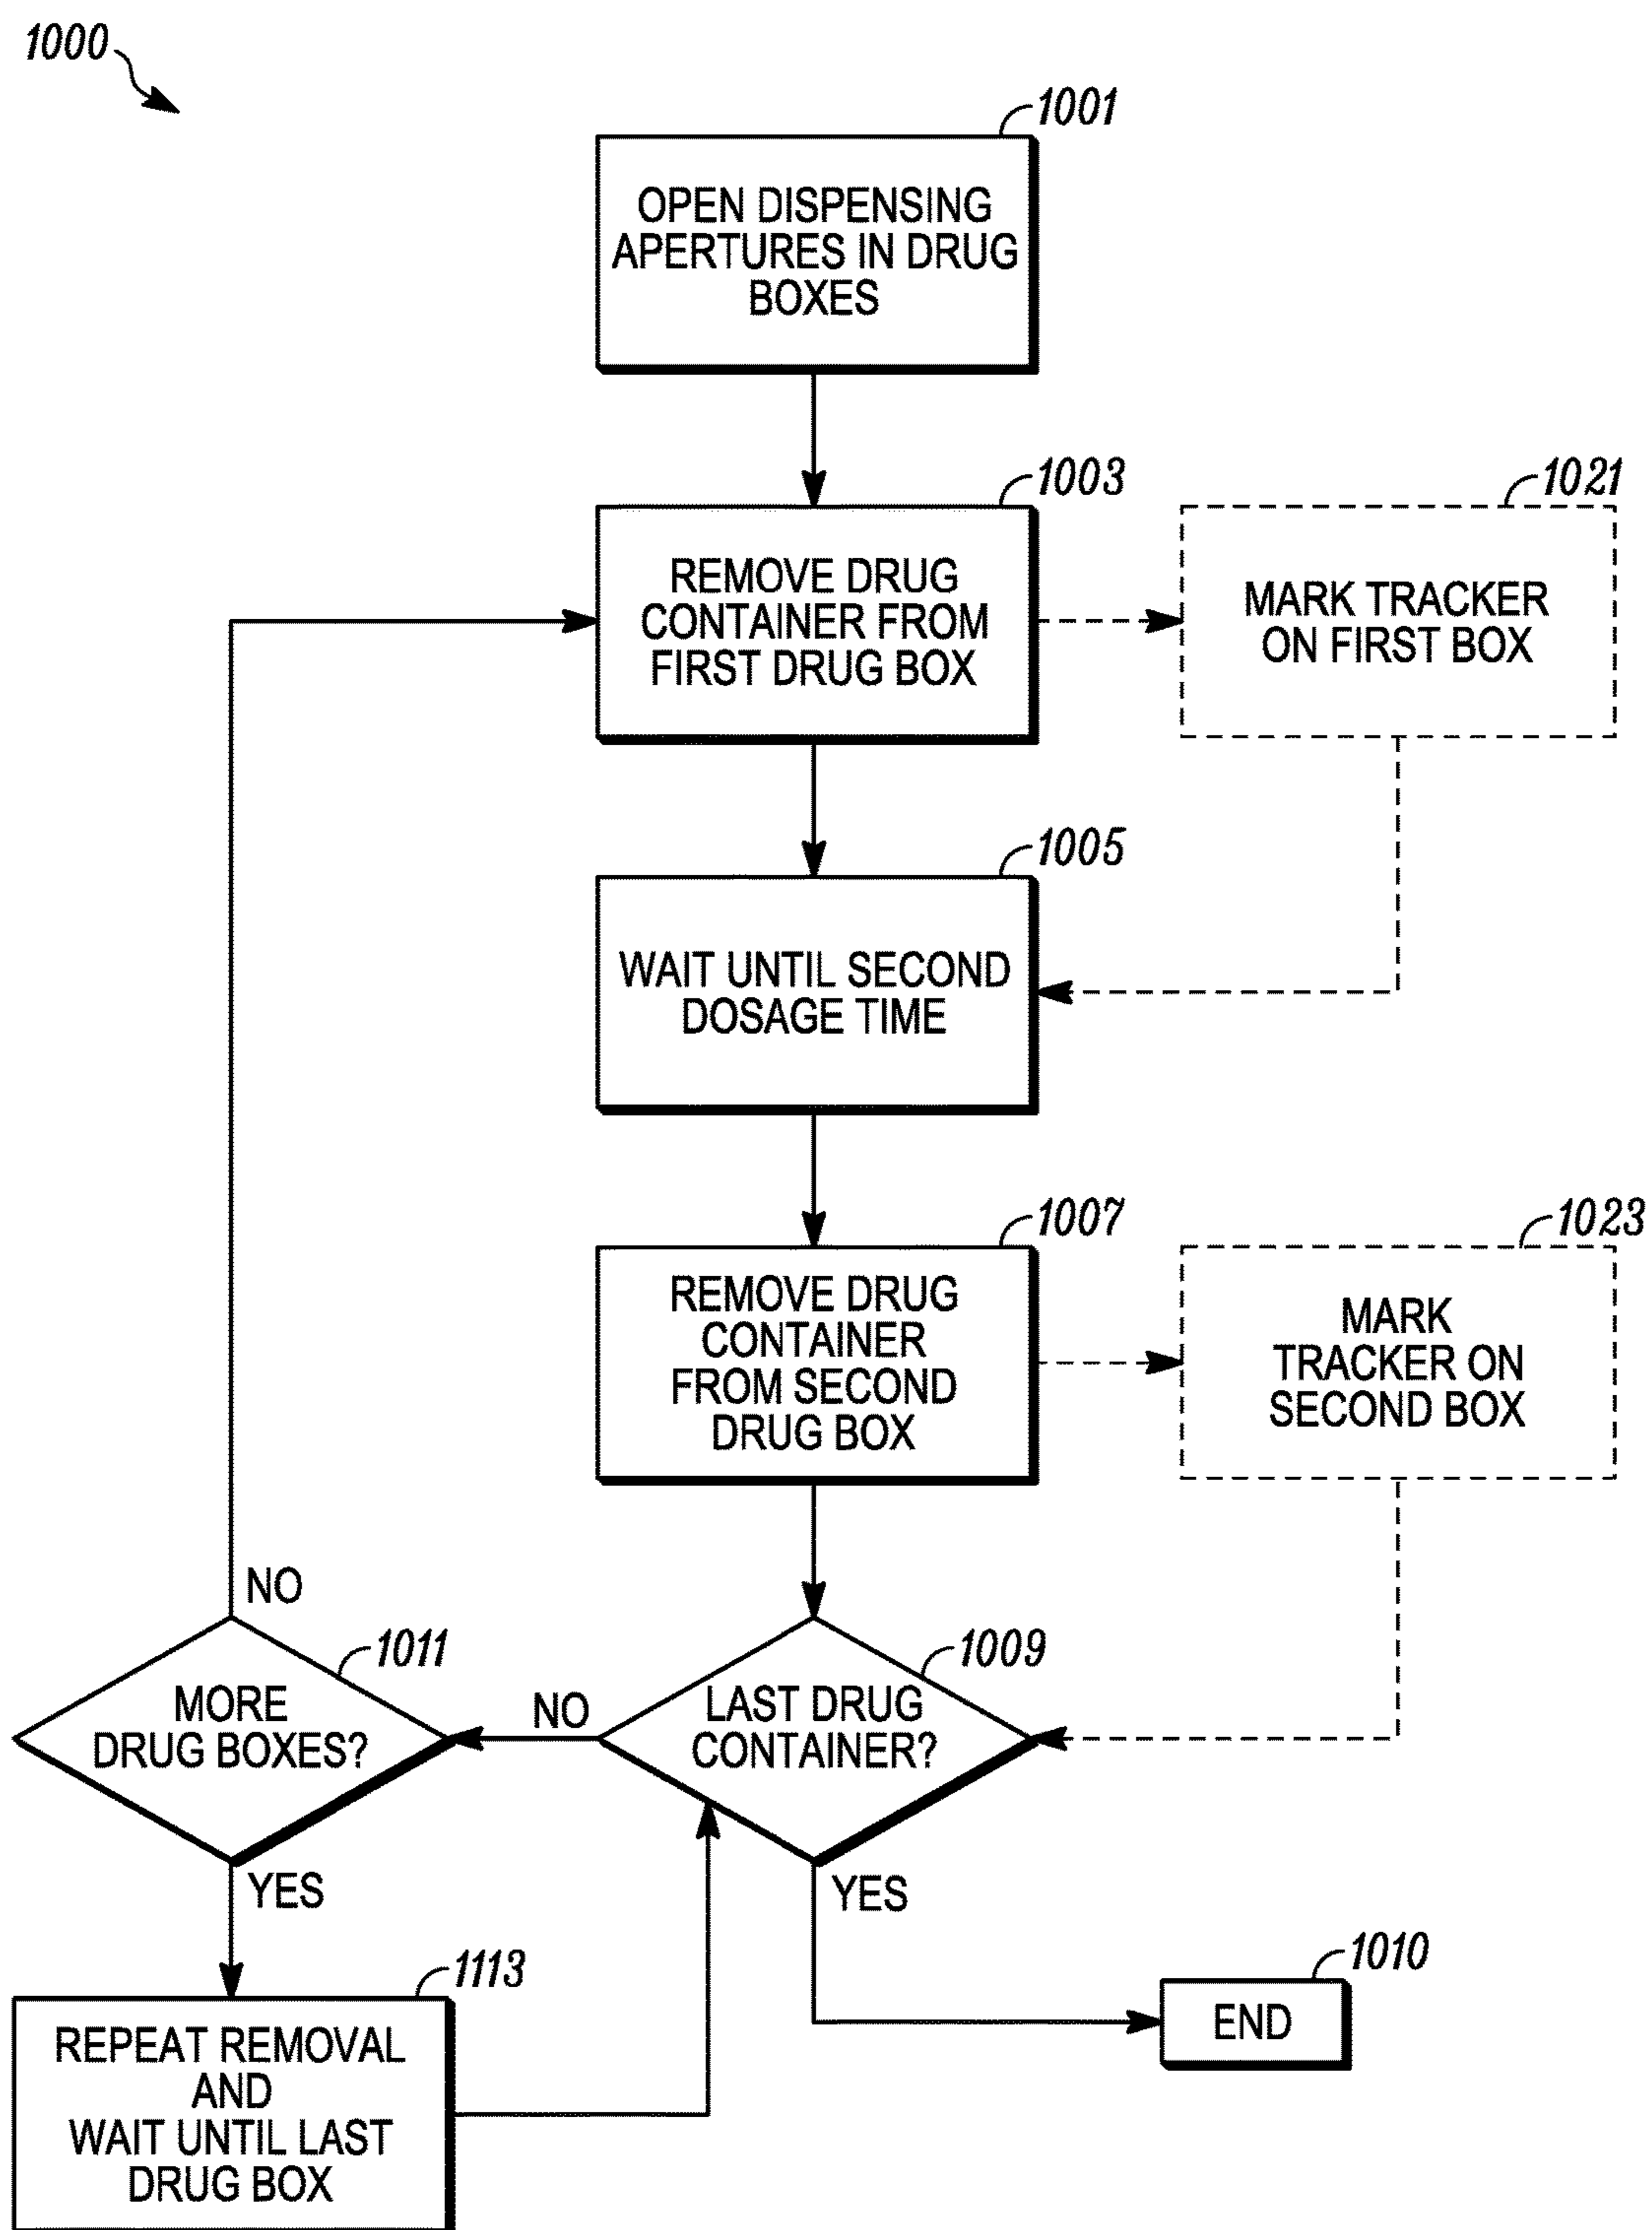 1000
1001
OPEN DISPENSING
APERTURES IN DRUG
BOXES
1003
REMOVE DRUG
CONTAINER FROM
FIRST DRUG BOX
1021
MARK TRACKER
ON FIRST BOX
1005
WAIT UNTIL SECOND
DOSAGE TIME
1007
REMOVE DRUG
CONTAINER
FROM SECOND
DRUG BOX
1023
MARK
TRACKER ON
SECOND BOX
NO
1011
MORE
DRUG BOXES?
NO
1009
LAST DRUG
CONTAINER?
YES
YES
1113
REPEAT REMOVAL
AND
WAIT UNTIL LAST
DRUG BOX
1010
END